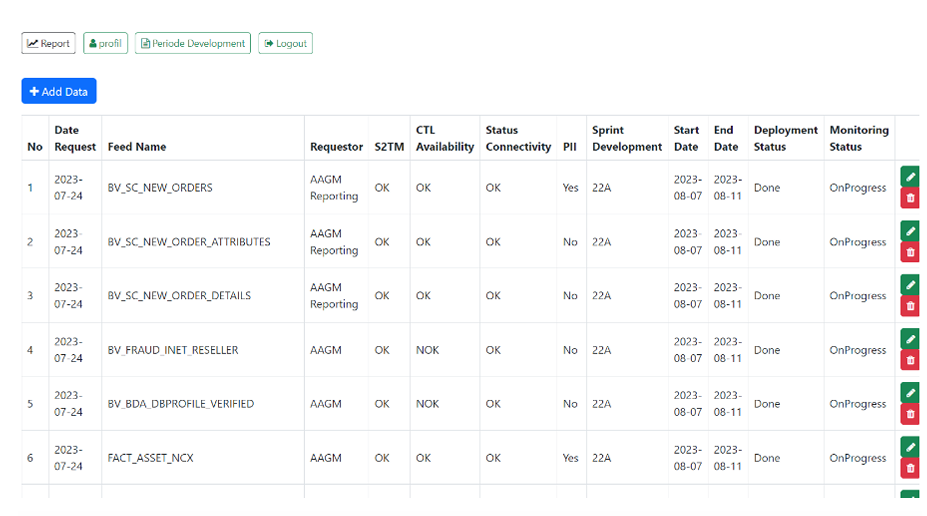 Report profil Periode Development Logout
Add Data
No Date Request Feed Name Requestor S2TM CTL Availability Status Connectivity PII Sprint Development Start Date End Date Deployment Status Monitoring Status
1 2023-07-24 BV_SC_NEW_ORDERS AAGM Reporting OK OK OK Yes 22A 2023-08-07 2023-08-11 Done OnProgress
2 2023-07-24 BV_SC_NEW_ORDER_ATTRIBUTES AAGM Reporting OK OK OK No 22A 2023-08-07 2023-08-11 Done OnProgress
3 2023-07-24 BV_SC_NEW_ORDER_DETAILS AAGM Reporting OK OK OK No 22A 2023-08-07 2023-08-11 Done OnProgress
4 2023-07-24 BV_FRAUD_INET_RESELLER AAGM OK NOK OK No 22A 2023-08-07 2023-08-11 Done OnProgress
5 2023-07-24 BV_BDA_DBPROFILE_VERIFIED AAGM OK NOK OK No 22A 2023-08-07 2023-08-11 Done OnProgress
6 2023-07-24 FACT_ASSET_NCX AAGM OK OK OK Yes 22A 2023-08-07 2023-08-11 Done OnProgress